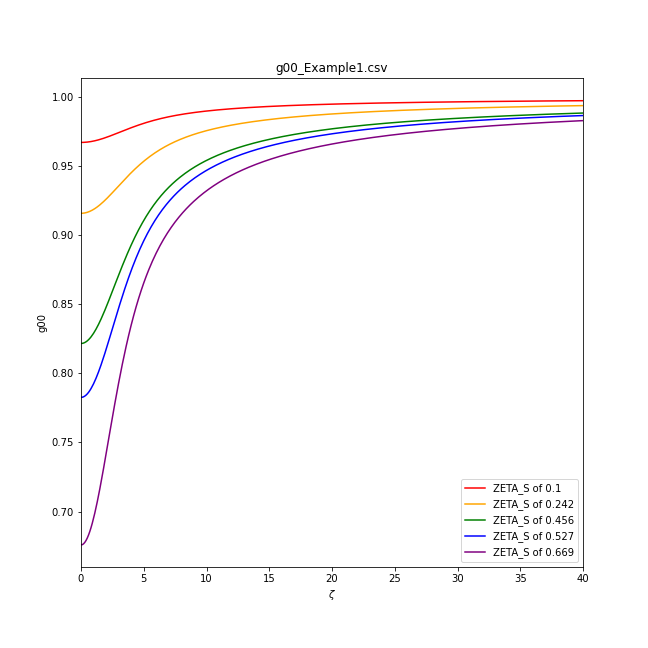 g00_Example1.csv
1.00
0.95
0.90
0.85
0.80
0.75
0.70
g00
0
5
10
15
20
25
30
35
40
ζ
ZETA_S of 0.1
ZETA_S of 0.242
ZETA_S of 0.456
ZETA_S of 0.527
ZETA_S of 0.669